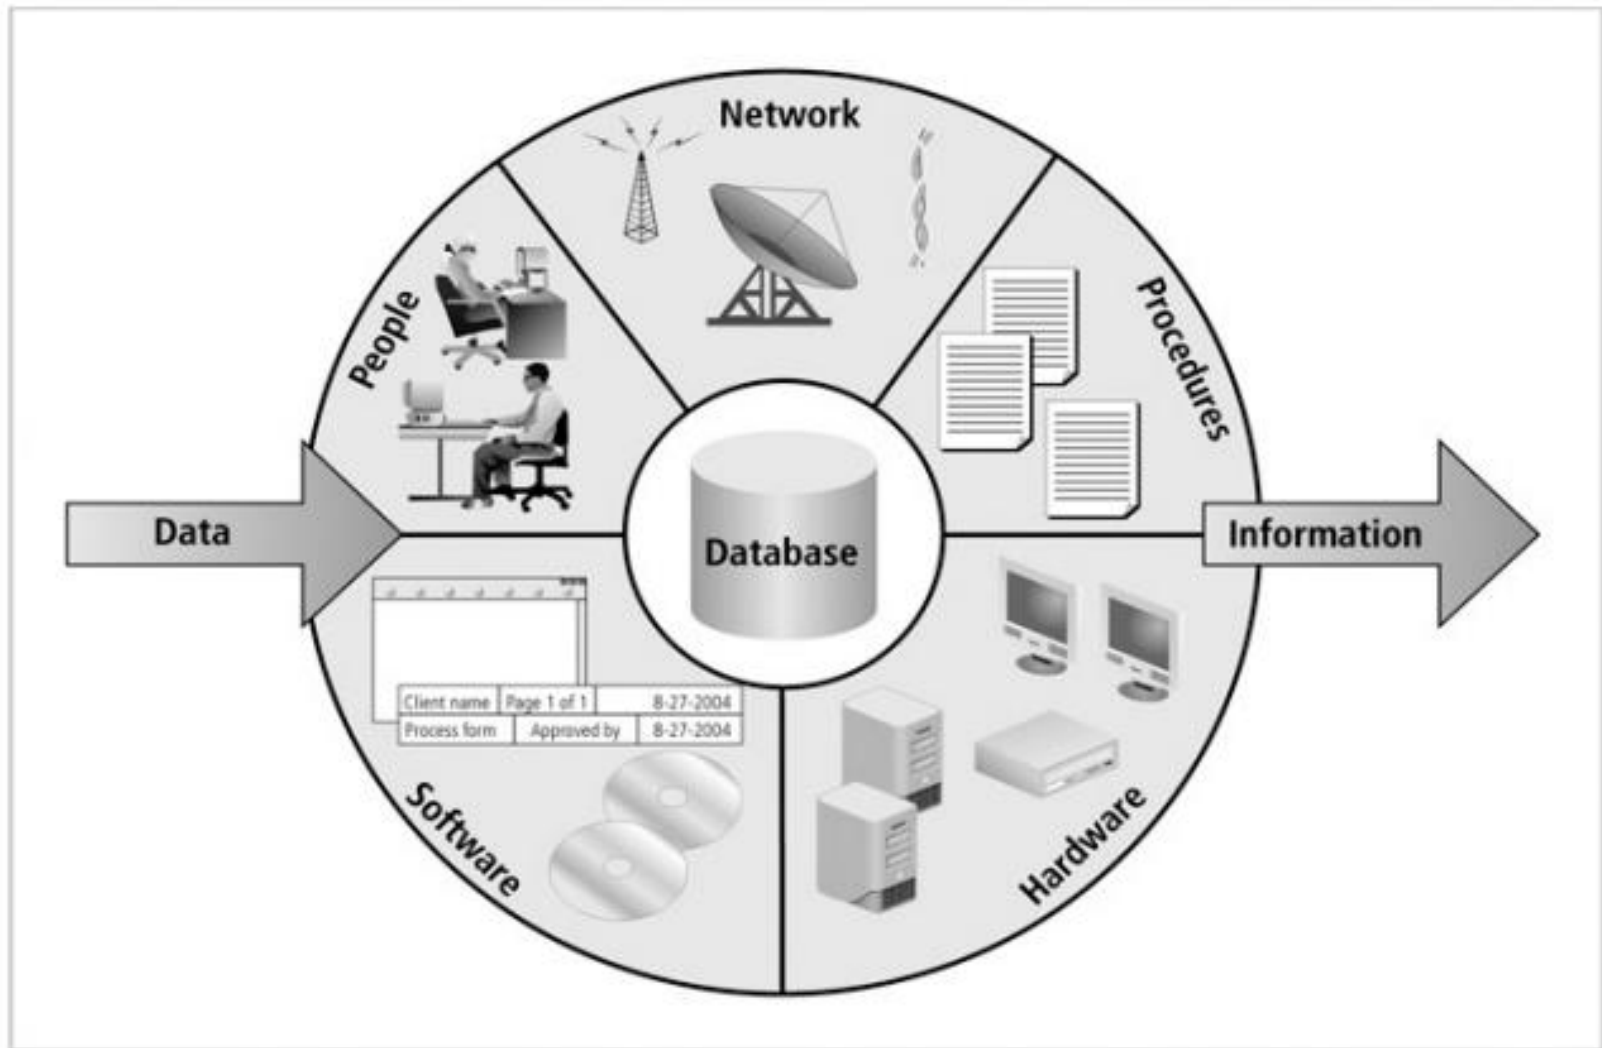 Network
People
Procedures
Data
Database
Information
Client name Page 1 of 1 8-27-2004
Process form Approved by 8-27-2004
Software
Hardware